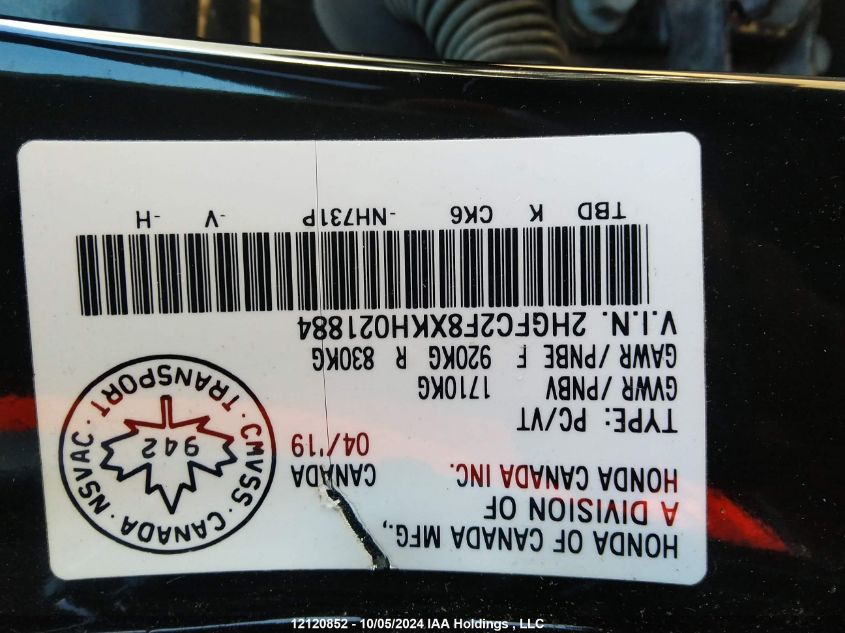 HONDA OF CANADA MFG.,
A DIVISION OF
HONDA CANADA INC. CANADA
04/'19
TYPE: PC/VT
GVWR / PNBV 1710KG
GAWR / PNBE F 920KG R 830KG
V.I.N. 2HGFC2F8XKH021884
TBD K CK6 -NH731P -V -H
CMVSS · CANADA · NSVAC · TRANSPORT ·
942
12120852 - 10/05/2024 IAA Holdings , LLC